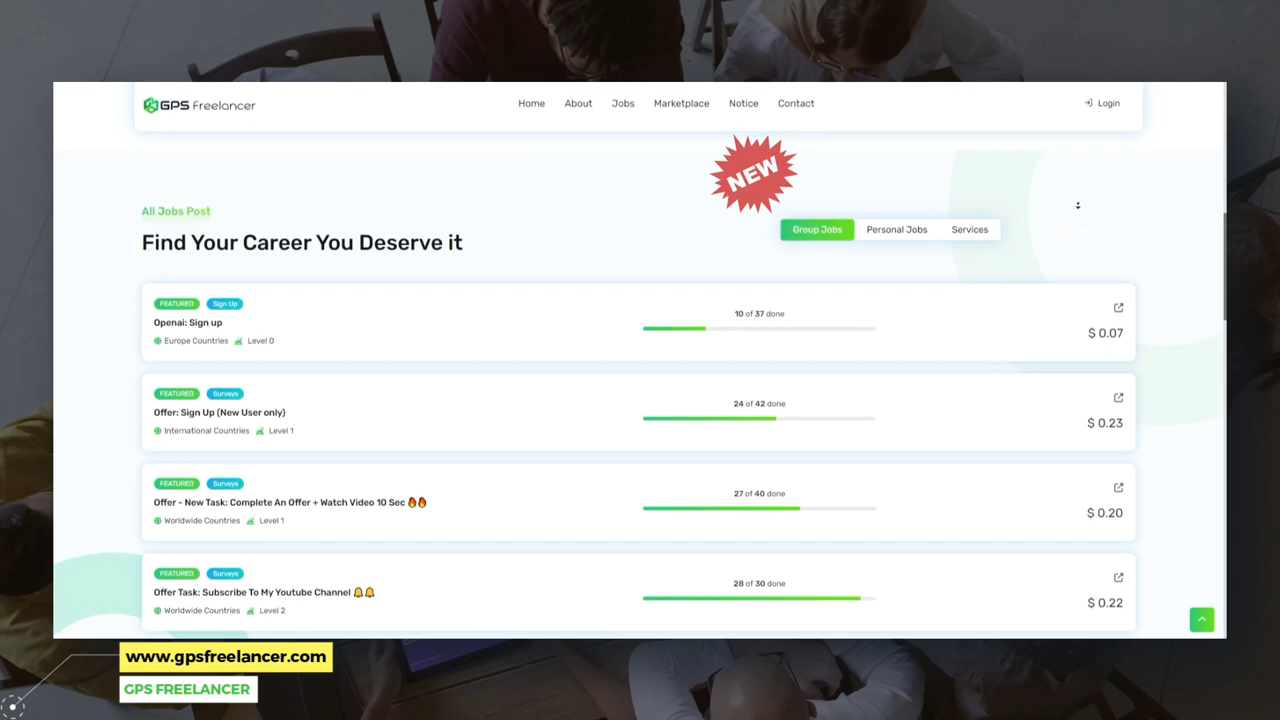 GPS Freelancer
Home
About
Jobs
Marketplace
Notice
Contact
Login
NEW
All Jobs Post
Find Your Career You Deserve it
Group Jobs
Personal Jobs
Services
FEATURED
Sign Up
Openai: Sign up
Europe Countries
Level 0
10 of 37 done
$ 0.07
FEATURED
Surveys
Offer: Sign Up (New User only)
International Countries
Level 1
24 of 42 done
$ 0.23
FEATURED
Surveys
Offer - New Task: Complete An Offer + Watch Video 10 Sec 🔥🔥
Worldwide Countries
Level 1
27 of 40 done
$ 0.20
FEATURED
Surveys
Offer Task: Subscribe To My Youtube Channel 🔔🔔
Worldwide Countries
Level 2
28 of 30 done
$ 0.22
www.gpsfreelancer.com
GPS FREELANCER